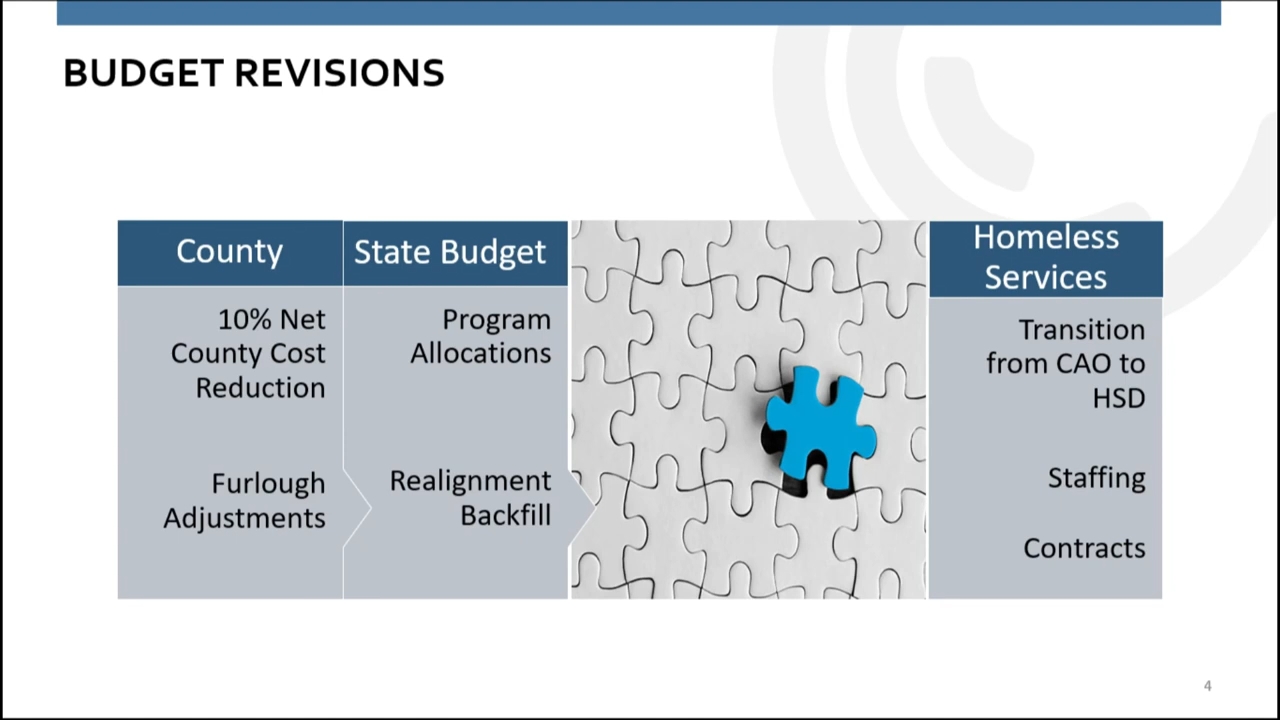 BUDGET REVISIONS
County
10% Net
County Cost
Reduction
Furlough
Adjustments
State Budget
Program
Allocations
Realignment
Backfill
Homeless
Services
Transition
from CAO to
HSD
Staffing
Contracts
4